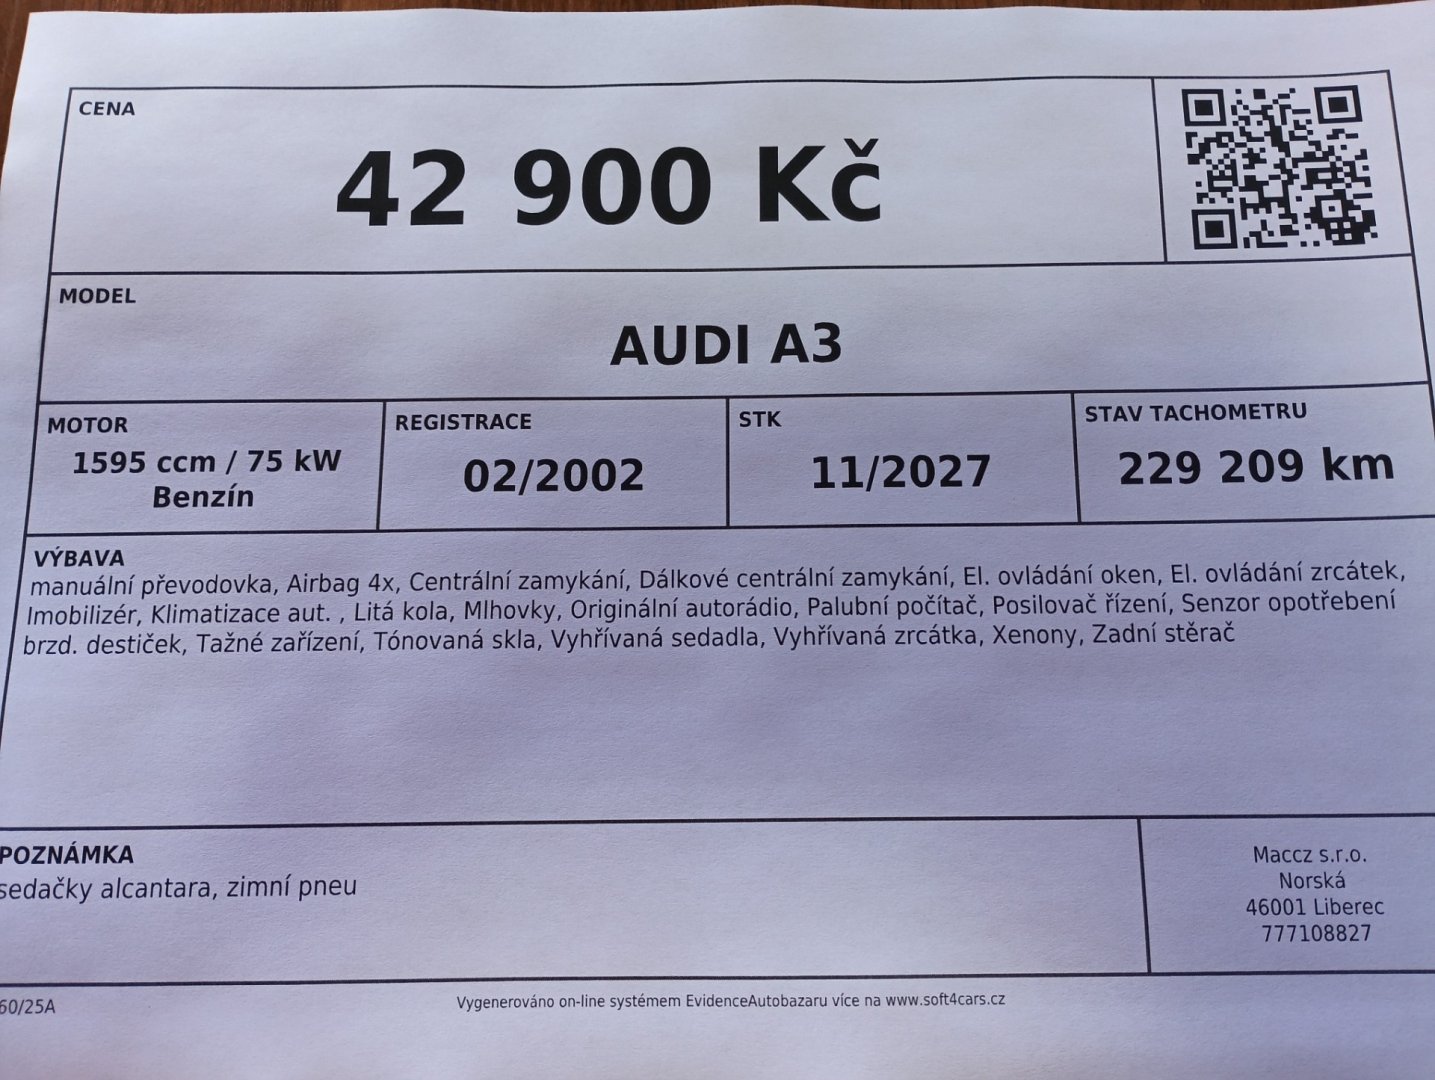 CENA
42 900 Kč
MODEL
AUDI A3
MOTOR
1595 ccm / 75 kW
Benzín
REGISTRACE
02/2002
STK
11/2027
STAV TACHOMETRU
229 209 km
VÝBAVA
manuální převodovka, Airbag 4x, Centrální zamykání, Dálkové centrální zamykání, El. ovládání oken, El. ovládání zrcátek,
Imobilizér, Klimatizace aut. , Litá kola, Mlhovky, Originální autorádio, Palubní počítač, Posilovač řízení, Senzor opotřebení
brzd. destiček, Tažné zařízení, Tónovaná skla, Vyhřívaná sedadla, Vyhřívaná zrcátka, Xenony, Zadní stěrač
POZNÁMKA
sedačky alcantara, zimní pneu
Maccz s.r.o.
Norská
46001 Liberec
777108827
60/25A
Vygenerováno on-line systémem EvidenceAutobazaru více na www.soft4cars.cz